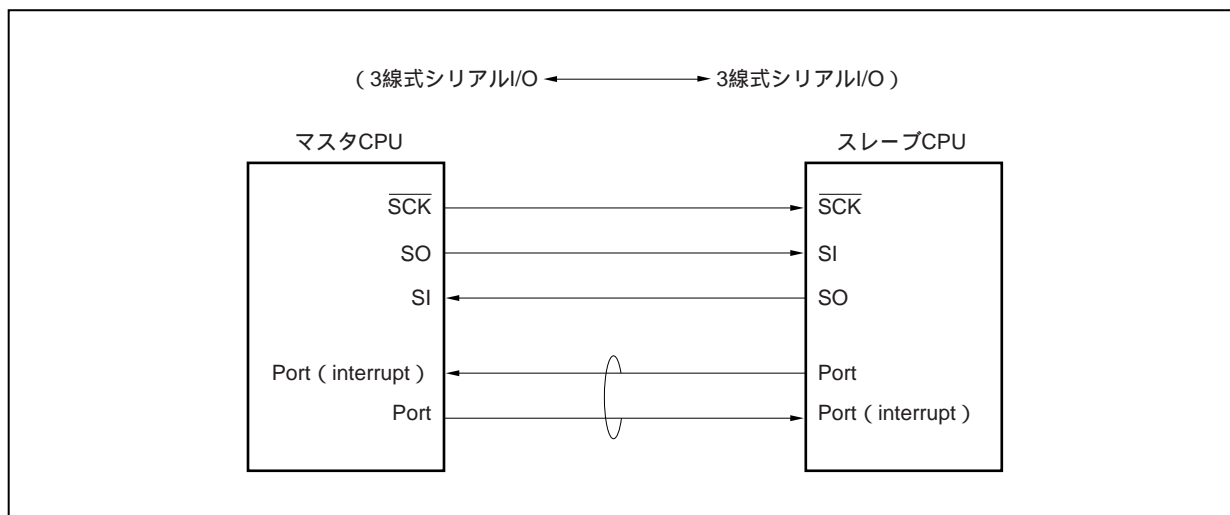 (3線式シリアルI/O 3線式シリアルI/O)
マスタCPU スレーブCPU
SCK SCK
SO SI
SI SO
Port(interrupt) Port
Port Port(interrupt)